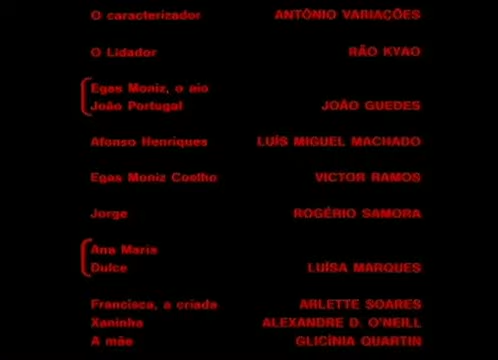 O caracterizador ANTÓNIO VARIAÇÕES
O Lidador RÃO KYAO
Egas Moniz, o aio
João Portugal JOÃO GUEDES
Afonso Henriques LUÍS MIGUEL MACHADO
Egas Moniz Coelho VICTOR RAMOS
Jorge ROGÉRIO SAMORA
Ana Maria
Dulce LUÍSA MARQUES
Francisca, a criada ARLETTE SOARES
Xaninha ALEXANDRE D. O'NEILL
A mãe GLICÍNIA QUARTIN